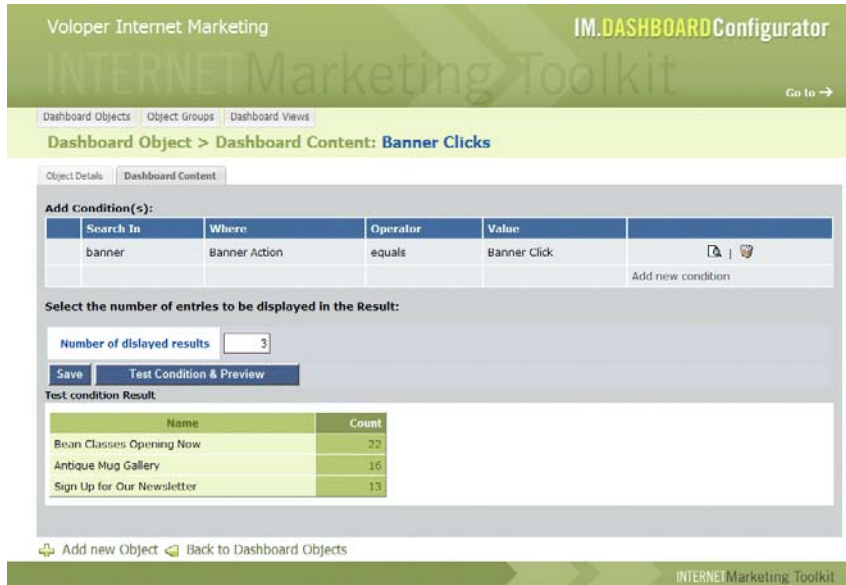 Voloper Internet Marketing
IM.DASHBOARDConfigurator
INTERNETMarketing Toolkit
Go to →
Dashboard Objects Object Groups Dashboard Views
Dashboard Object > Dashboard Content: Banner Clicks
Object Details Dashboard Content
Add Condition(s):
Search In Where Operator Value
banner Banner Action equals Banner Click |
Add new condition
Select the number of entries to be displayed in the Result:
Number of dislayed results 3
Save Test Condition & Preview
Test condition Result
Name Count
Bean Classes Opening Now 22
Antique Mug Gallery 16
Sign Up for Our Newsletter 13
Add new Object Back to Dashboard Objects
INTERNETMarketing Toolkit